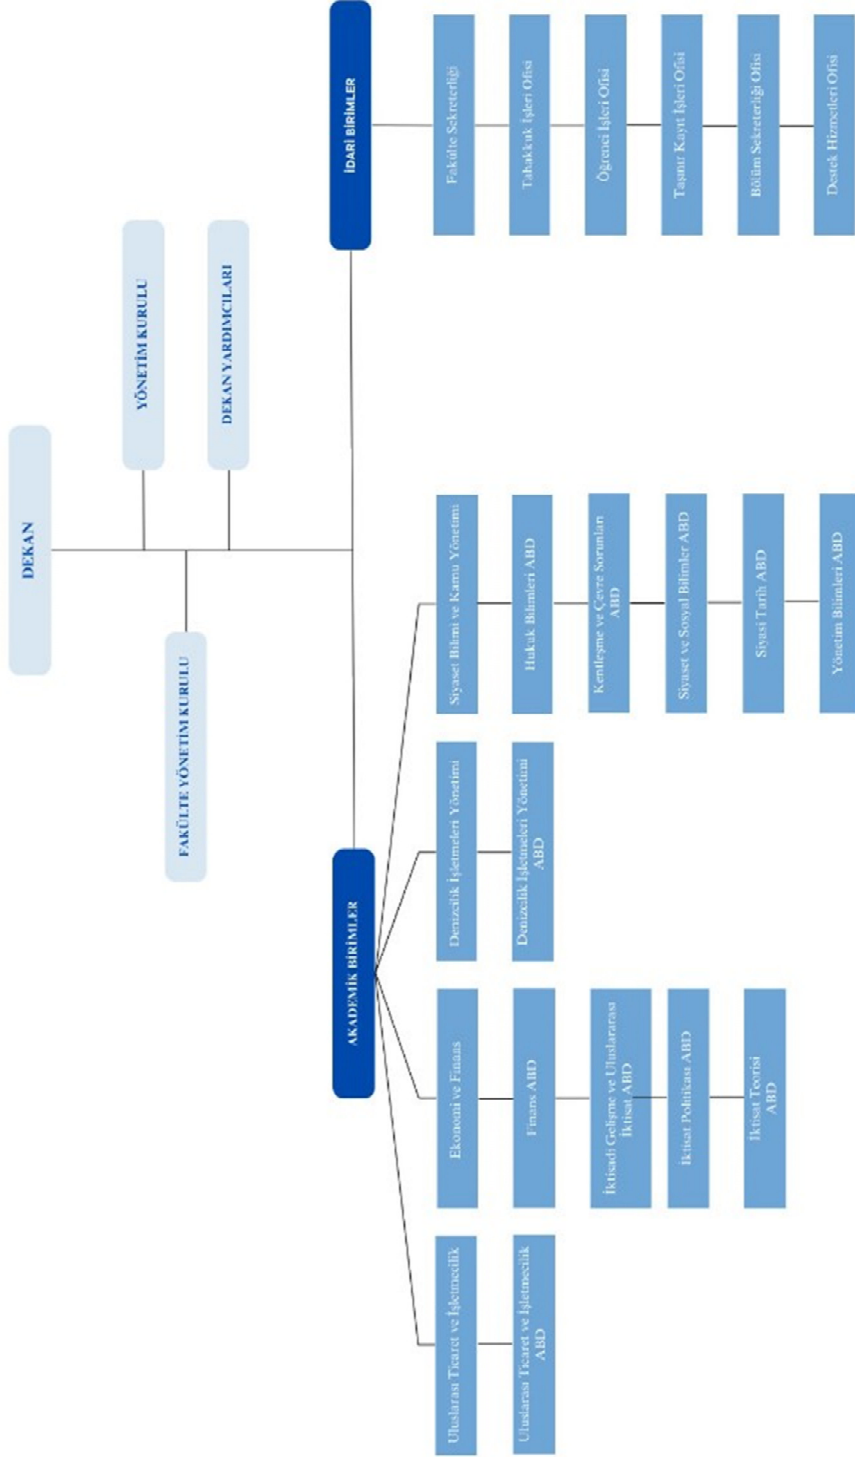 DEKAN
YÖNETİM KURULU
FAKÜLTE YÖNETİM KURULU
DEKAN YARDIMCILARI
AKADEMİK BİRİMLER
İDARİ BİRİMLER
Uluslarası Ticaret ve İşletmecilik
Uluslarası Ticaret ve İşletmecilik
ABD
Ekonomi ve Finans
Finans ABD
İktisadi Gelişme ve Uluslararası
İktisat ABD
İktisat Politikası ABD
İktisat Teorisi
ABD
Denizcilik İşletmeleri Yönetimi
Denizcilik İşletmeleri Yönetimi
ABD
Siyaset Bilimi ve Kamu Yönetimi
Hukuk Bilimleri ABD
Kentleşme ve Çevre Sorunları
ABD
Siyaset ve Sosyal Bilimler ABD
Siyasi Tarih ABD
Yönetim Bilimleri ABD
Fakülte Sekreterliği
Tahakkuk İşleri Ofisi
Öğrenci İşleri Ofisi
Taşınır Kayıt İşleri Ofisi
Bölüm Sekreterliği Ofisi
Destek Hizmetleri Ofisi